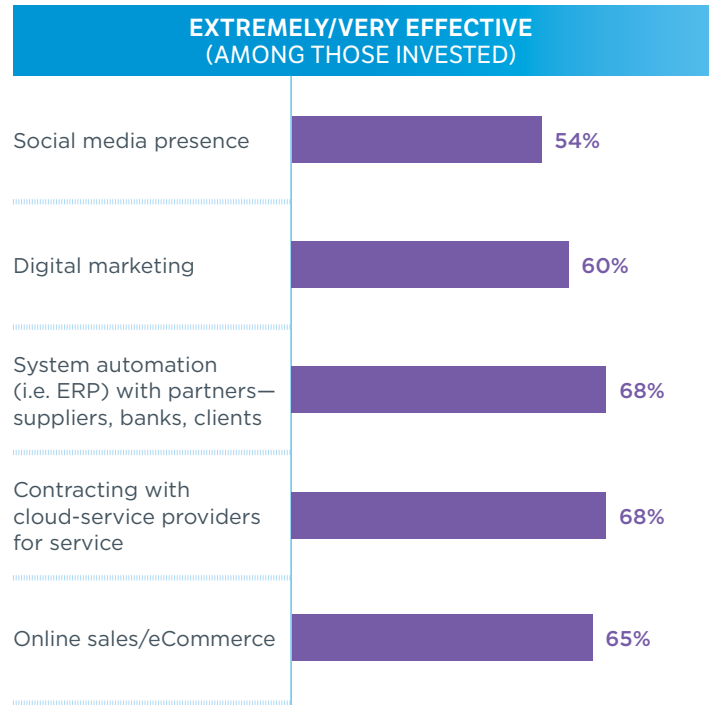 EXTREMELY/VERY EFFECTIVE
(AMONG THOSE INVESTED)
Social media presence
54%
Digital marketing
60%
System automation
(i.e. ERP) with partners—
suppliers, banks, clients
68%
Contracting with
cloud-service providers
for service
68%
Online sales/eCommerce
65%